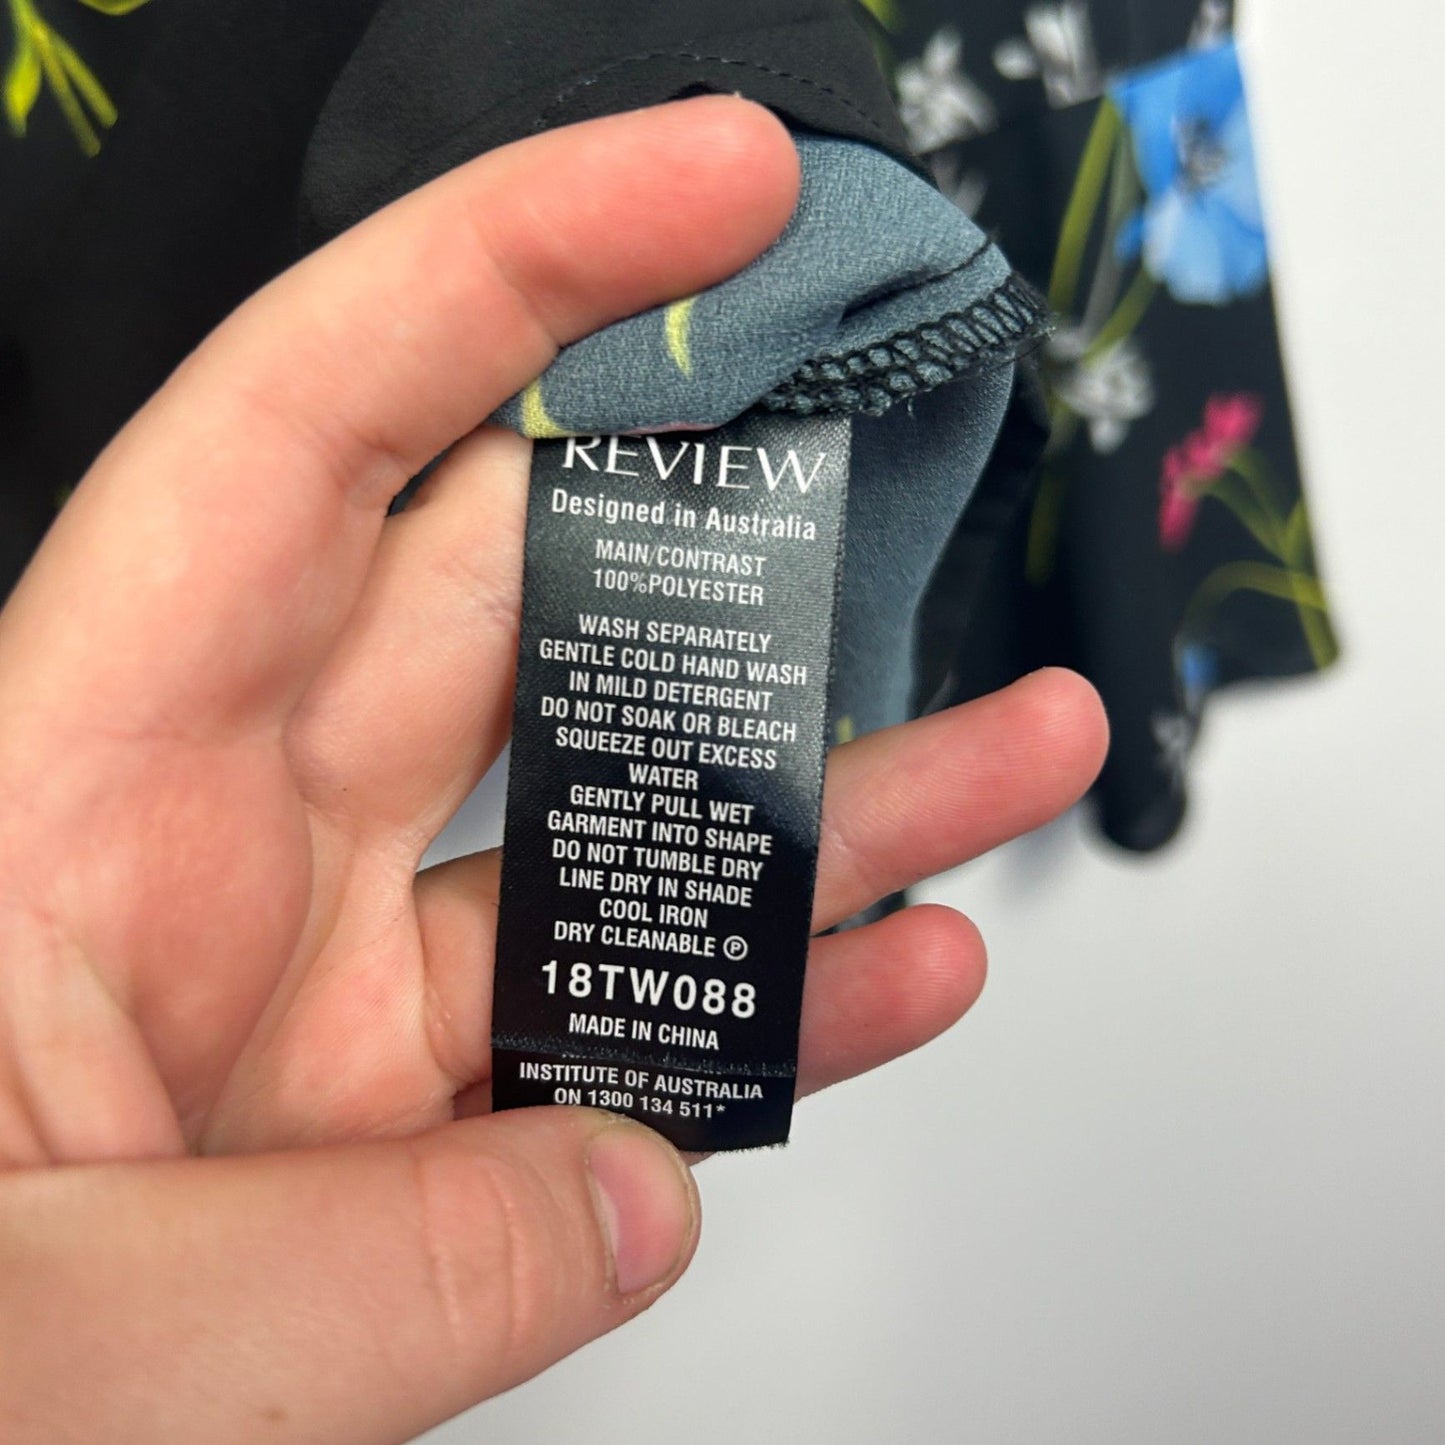 REVIEW
Designed in Australia
MAIN/CONTRAST
100%POLYESTER
WASH SEPARATELY
GENTLE COLD HAND WASH
IN MILD DETERGENT
DO NOT SOAK OR BLEACH
SQUEEZE OUT EXCESS
WATER
GENTLY PULL WET
GARMENT INTO SHAPE
DO NOT TUMBLE DRY
LINE DRY IN SHADE
COOL IRON
DRY CLEANABLE Ⓟ
18TW088
MADE IN CHINA
INSTITUTE OF AUSTRALIA
ON 1300 134 511*